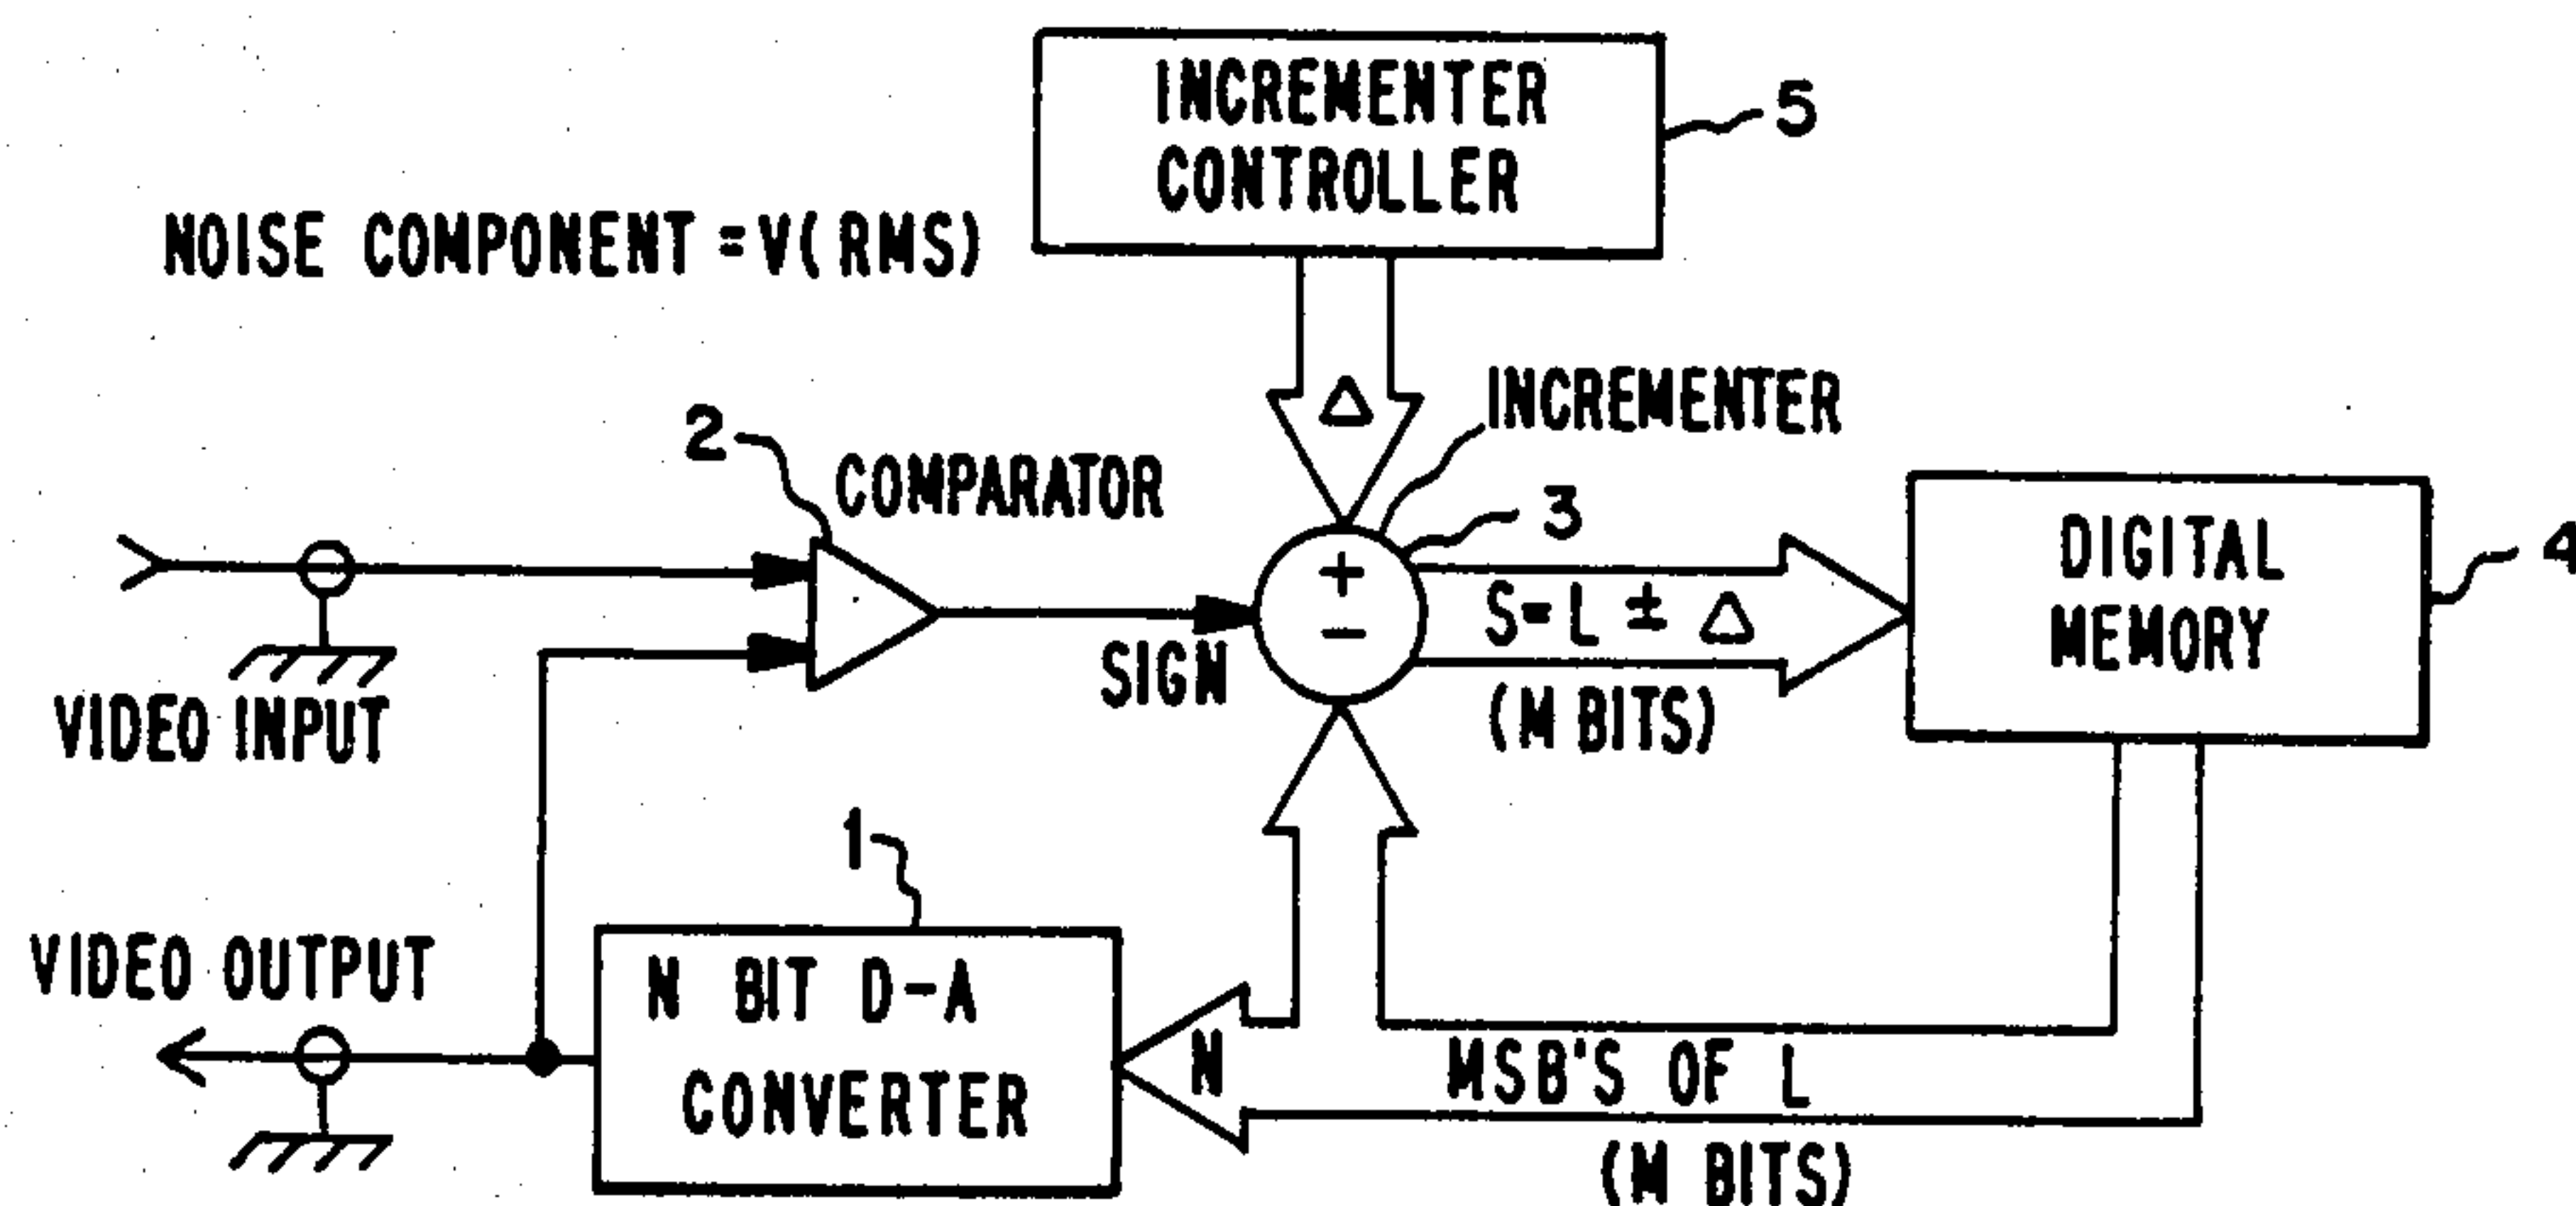 INCREMENTER
CONTROLLER
5
NOISE COMPONENT = V(RMS)
Δ
INCREMENTER
2
COMPARATOR
3
+
-
S=L ± Δ
(M BITS)
DIGITAL
MEMORY
4
SIGN
VIDEO INPUT
1
VIDEO OUTPUT
N BIT D-A
CONVERTER
N
MSB'S OF L
(M BITS)